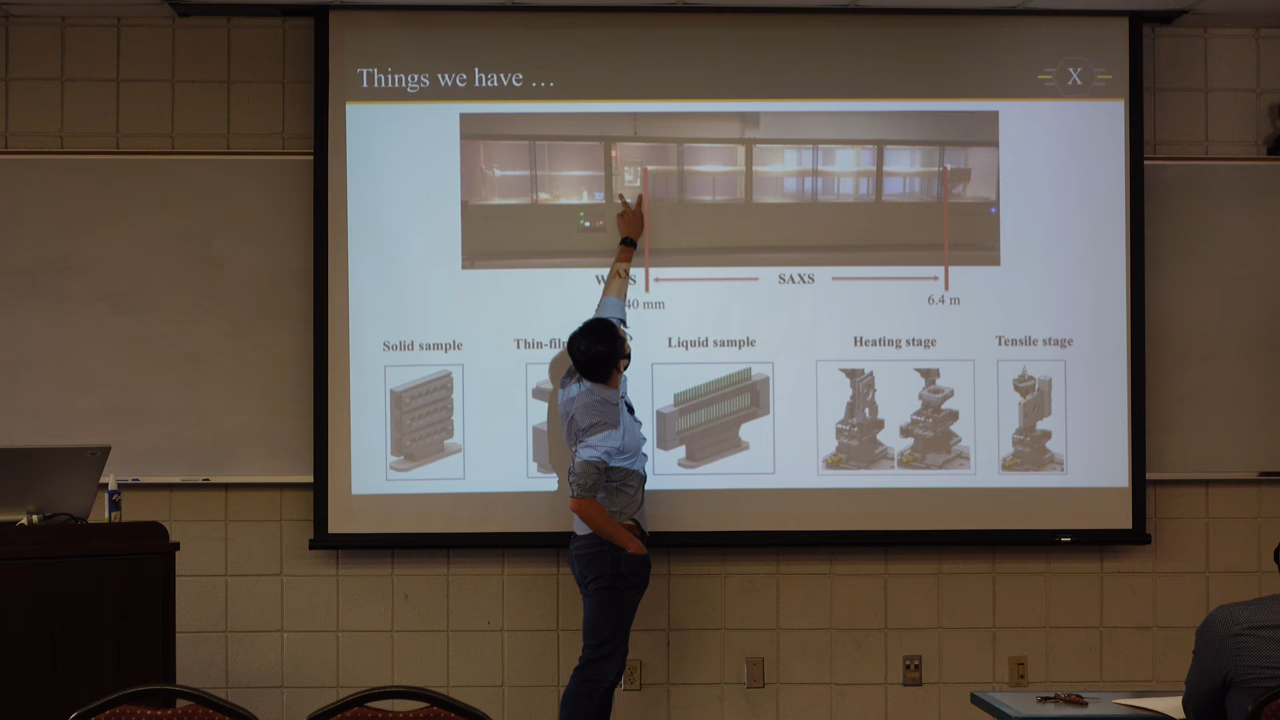 Things we have …
X
SAXS
40 mm
6.4 m
Solid sample
Liquid sample
Heating stage
Tensile stage